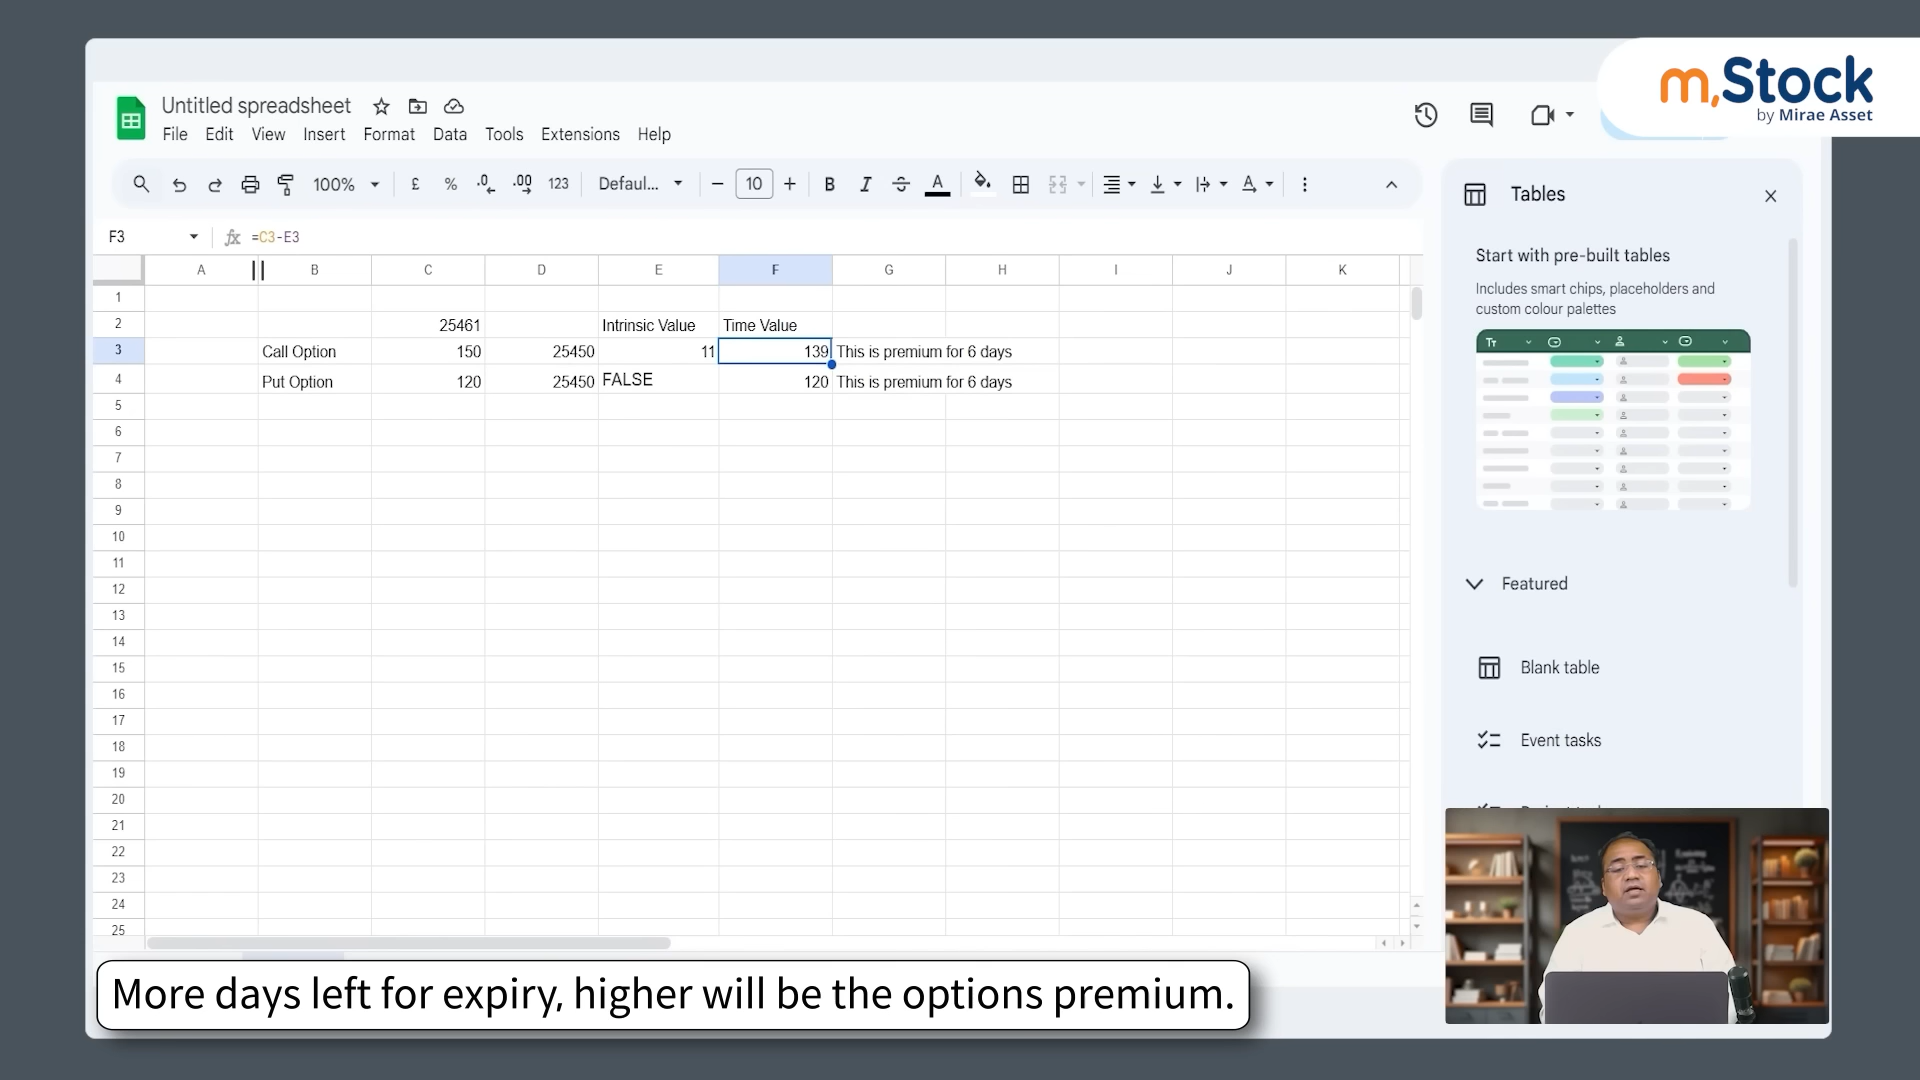 m.Stock
by Mirae Asset
Untitled spreadsheet
File Edit View Insert Format Data Tools Extensions Help
100% £ % .0 .00 123 Defaul... 10 B I A
F3 fx =C3-E3
A B C D E F G H I J K
1
2 25461 Intrinsic Value Time Value
3 Call Option 150 25450 11 139 This is premium for 6 days
4 Put Option 120 25450 FALSE 120 This is premium for 6 days
5
6
7
8
9
10
11
12
13
14
15
16
17
18
19
20
21
22
23
24
25
Tables
Start with pre-built tables
Includes smart chips, placeholders and
custom colour palettes
Featured
Blank table
Event tasks
More days left for expiry, higher will be the options premium.